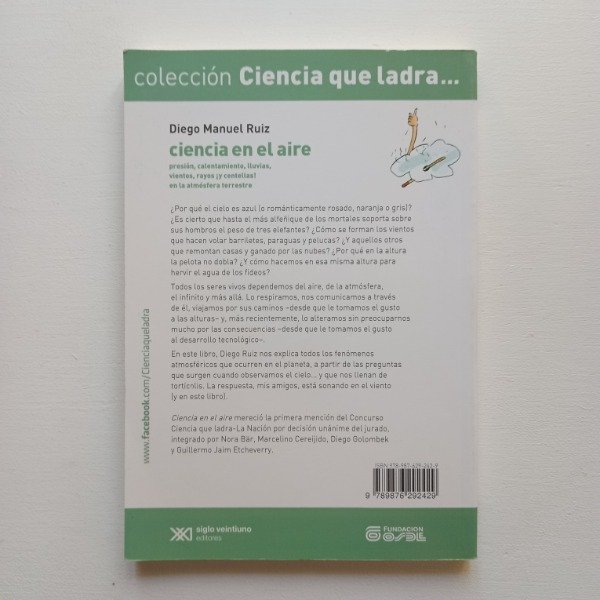 colección Ciencia que ladra...
Diego Manuel Ruiz
ciencia en el aire
presión, calentamiento, lluvias,
vientos, rayos ¡y centellas!
en la atmósfera terrestre
¿Por qué el cielo es azul (o románticamente rosado, naranja o gris)?
¿Es cierto que hasta el más alfeñique de los mortales soporta sobre
sus hombros el peso de tres elefantes? ¿Cómo se forman los vientos
que hacen volar barriletes, paraguas y pelucas? ¿Y aquellos otros
que remontan casas y ganado por las nubes? ¿Por qué en la altura
la pelota no dobla? ¿Y cómo hacemos en esa misma altura para
hervir el agua de los fideos?
Todos los seres vivos dependemos del aire, de la atmósfera,
el infinito y más allá. Lo respiramos, nos comunicamos a través
de él, viajamos por sus caminos –desde que le tomamos el gusto
a las alturas– y, más recientemente, lo alteramos sin preocuparnos
mucho por las consecuencias –desde que le tomamos el gusto
al desarrollo tecnológico–.
En este libro, Diego Ruiz nos explica todos los fenómenos
atmosféricos que ocurren en el planeta, a partir de las preguntas
que surgen cuando observamos el cielo... y que nos llenan de
tortícolis. La respuesta, mis amigos, está sonando en el viento
(y en este libro).
Ciencia en el aire mereció la primera mención del Concurso
Ciencia que ladra-La Nación por decisión unánime del jurado,
integrado por Nora Bär, Marcelino Cereijido, Diego Golombek
y Guillermo Jaim Etcheverry.
www.facebook.com/Cienciaqueladra
ISBN 978-987-629-242-9
9 789876 292429
siglo veintiuno
editores
FUNDACION
OSDE